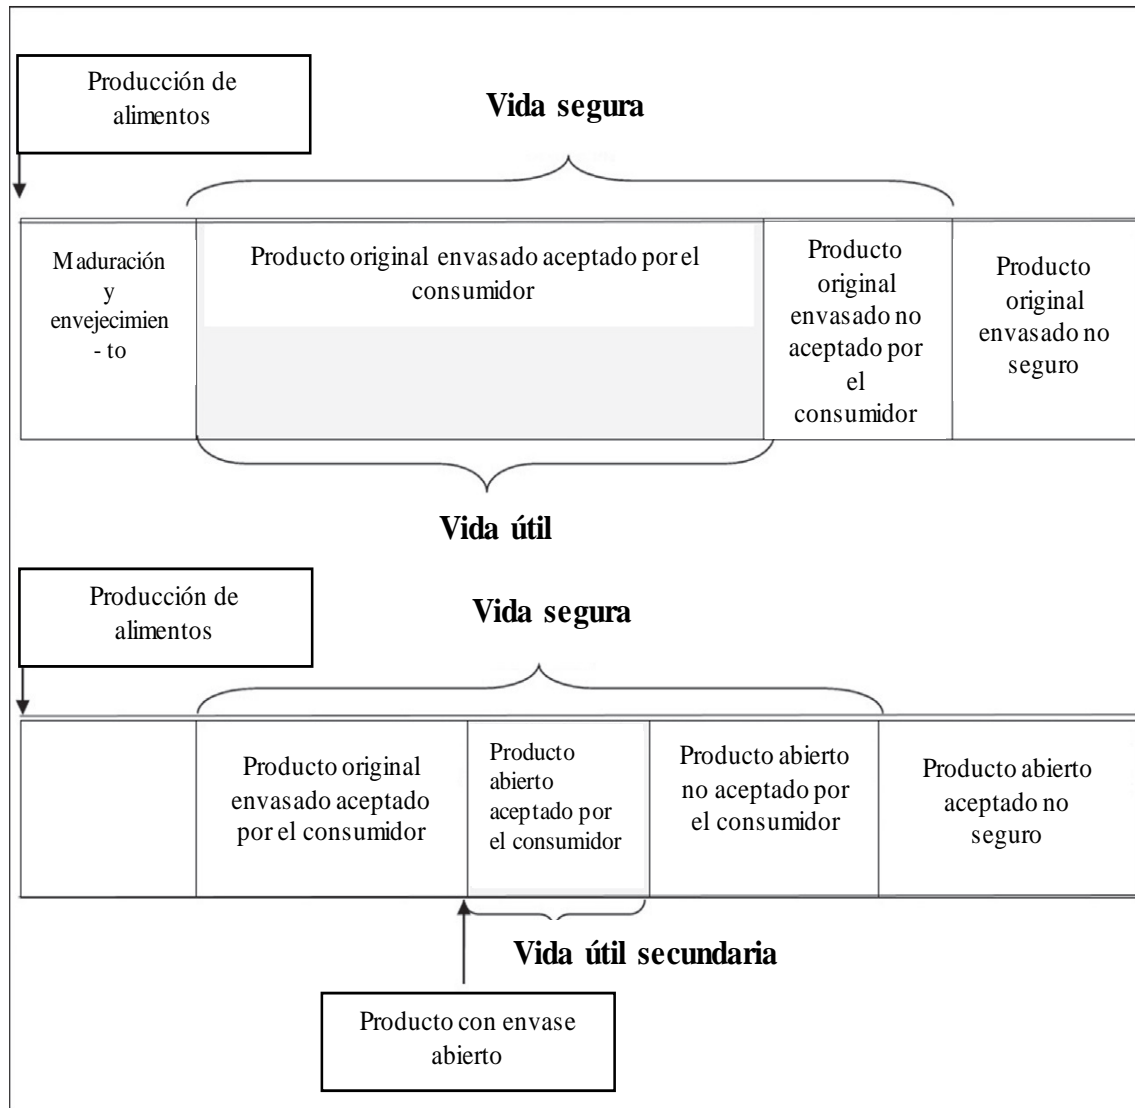 Producción de
alimentos
Vida segura
Maduración
y
envejecimien
- to
Producto original envasado aceptado por el
consumidor
Producto
original
envasado no
aceptado por
el
consumidor
Producto
original
envasado no
seguro
Vida útil
Producción de
alimentos
Vida segura
Producto original
envasado aceptado
por el consumidor
Producto
abierto
aceptado por
el consumidor
Producto abierto
no aceptado por
el consumidor
Producto abierto
aceptado no
seguro
Vida útil secundaria
Producto con envase
abierto